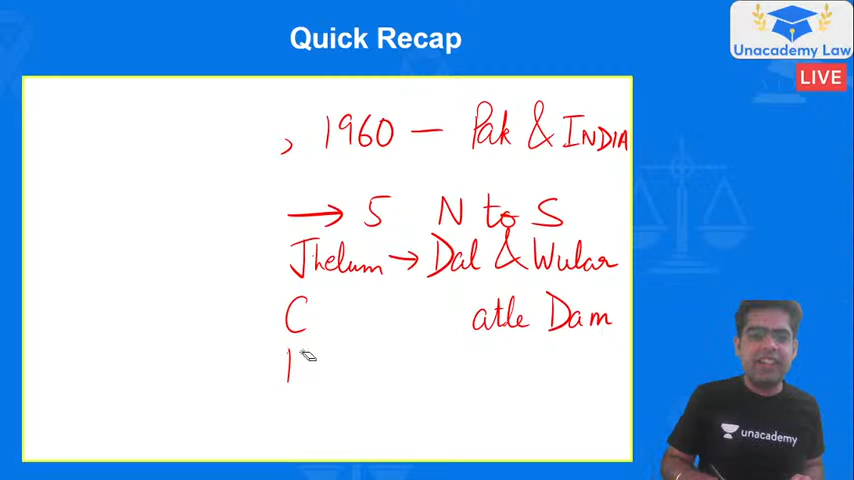 Quick Recap
Unacademy Law
LIVE
, 1960 — Pak & INDIA
→ 5 N to S
Jhelum → Dal & Wular
C atle Dam
unacademy